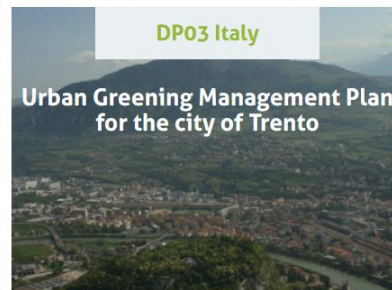 DP03 Italy
Urban Greening Management Plan
for the city of Trento